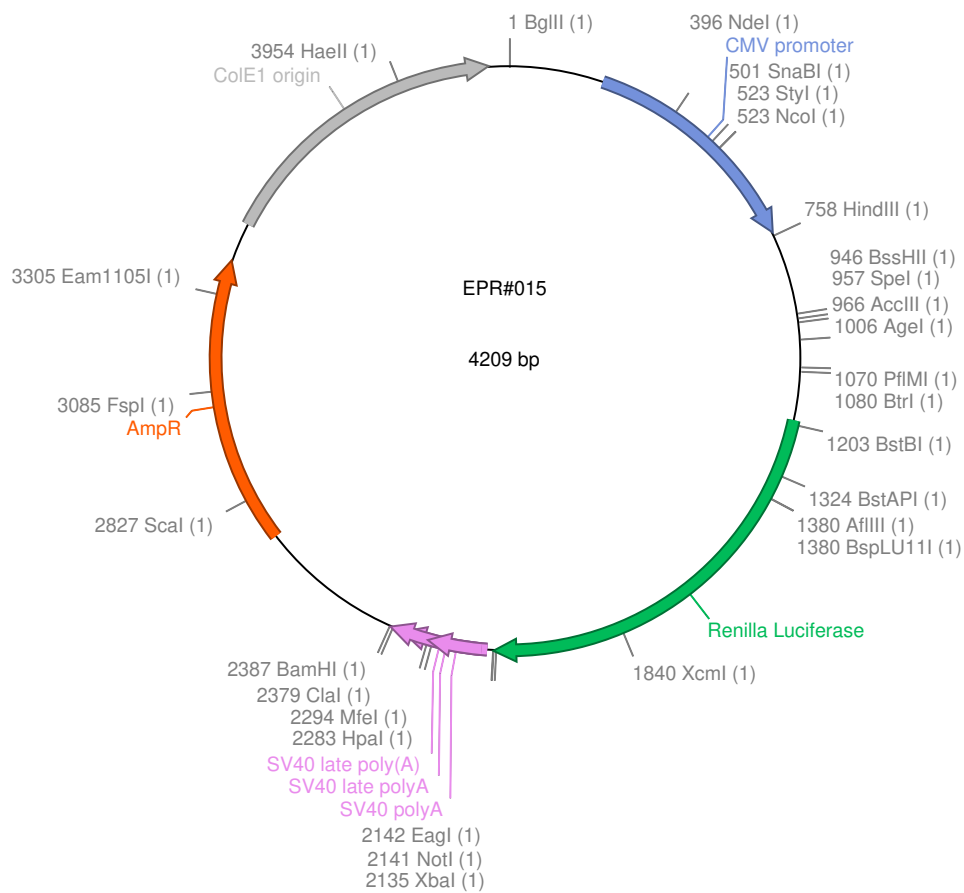 1 BglII (1)
396 NdeI (1)
CMV promoter
501 SnaBI (1)
523 StyI (1)
523 NcoI (1)
758 HindIII (1)
946 BssHII (1)
957 SpeI (1)
966 AccIII (1)
1006 AgeI (1)
1070 PflMI (1)
1080 BtrI (1)
1203 BstBI (1)
1324 BstAPI (1)
1380 AflIII (1)
1380 BspLU11I (1)
Renilla Luciferase
1840 XcmI (1)
EPR#015
4209 bp
3954 HaeII (1)
ColE1 origin
3305 Eam1105I (1)
3085 FspI (1)
AmpR
2827 ScaI (1)
2387 BamHI (1)
2379 ClaI (1)
2294 MfeI (1)
2283 HpaI (1)
SV40 late poly(A)
SV40 late polyA
SV40 polyA
2142 EagI (1)
2141 NotI (1)
2135 XbaI (1)